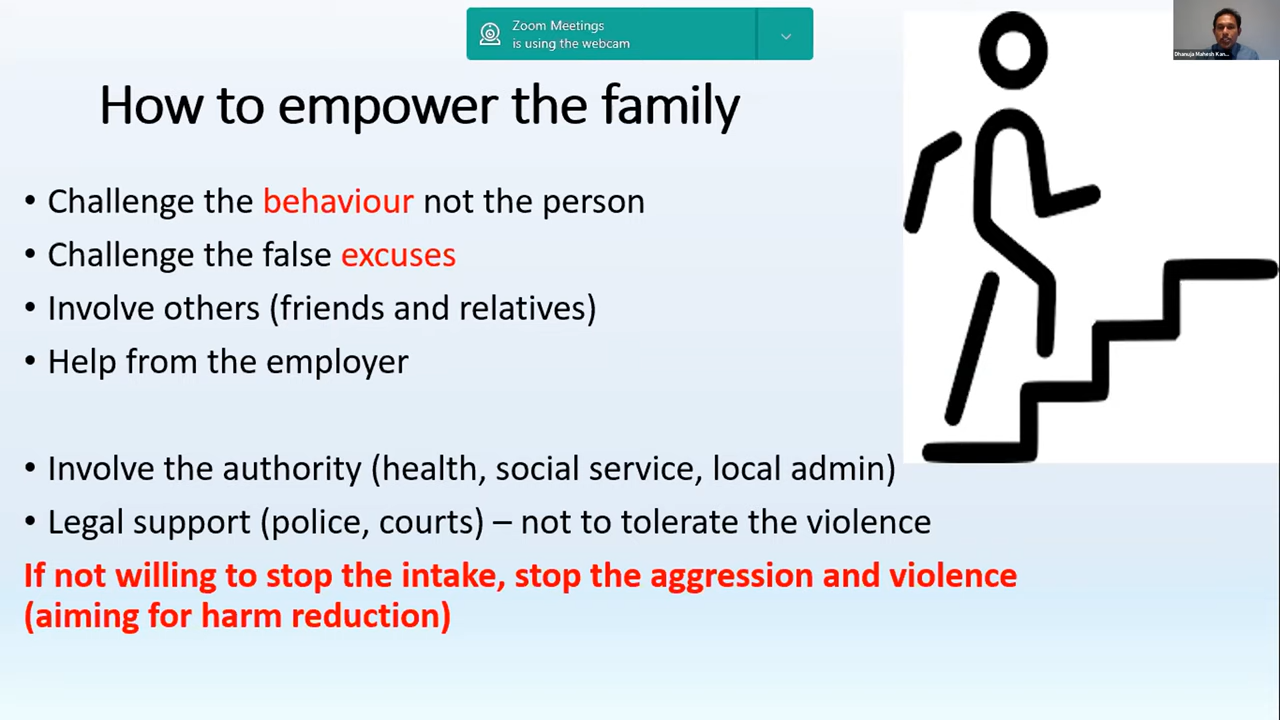 Zoom Meetings
is using the webcam
Dhanuja Mahesh Kan...
How to empower the family
• Challenge the behaviour not the person
• Challenge the false excuses
• Involve others (friends and relatives)
• Help from the employer
• Involve the authority (health, social service, local admin)
• Legal support (police, courts) – not to tolerate the violence
If not willing to stop the intake, stop the aggression and violence
(aiming for harm reduction)